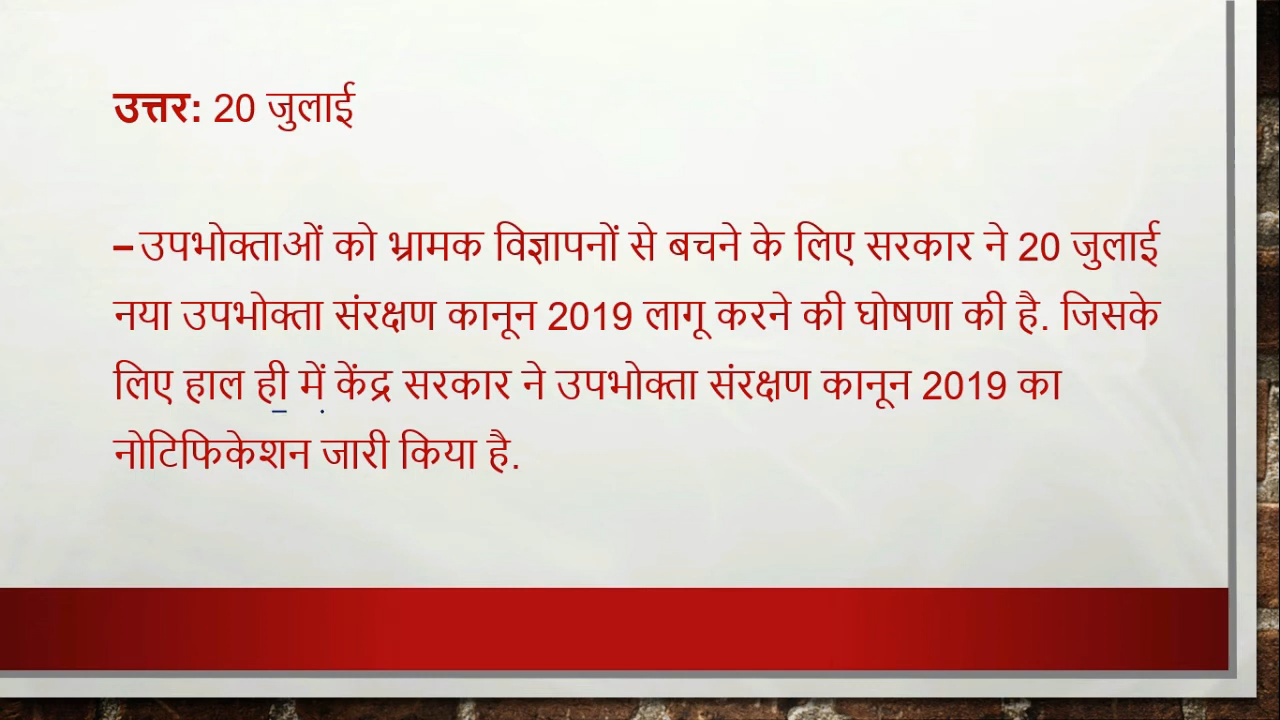 उत्तर: 20 जुलाई
– उपभोक्ताओं को भ्रामक विज्ञापनों से बचने के लिए सरकार ने 20 जुलाई
नया उपभोक्ता संरक्षण कानून 2019 लागू करने की घोषणा की है. जिसके
लिए हाल ही में केंद्र सरकार ने उपभोक्ता संरक्षण कानून 2019 का
नोटिफिकेशन जारी किया है.